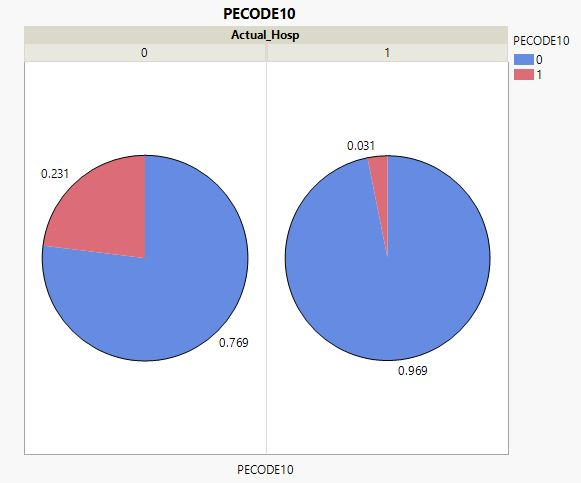 PECODE10
Actual_Hosp
0 1
PECODE10
0
1
0.231
0.769
0.031
0.969
PECODE10